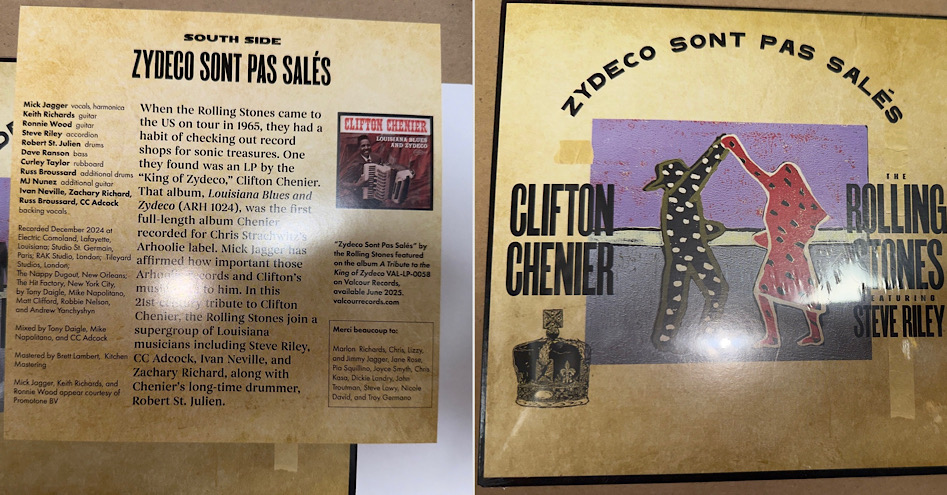 SOUTH SIDE
ZYDECO SONT PAS SALÉS
Mick Jagger vocals, harmonica
Keith Richards guitar
Ronnie Wood guitar
Steve Riley accordion
Robert St. Julien drums
Dave Ranson bass
Curley Taylor rubboard
Russ Broussard additional drums
MJ Nunez additional guitar
Ivan Neville, Zachary Richard,
Russ Broussard, CC Adcock
backing vocals
Recorded December 2024 at
Electric Comoland, Lafayette,
Louisiana; Studio St. Germain,
Paris; RAK Studio, London; Tileyard
Studios, London;
The Nappy Dugout, New Orleans;
The Hit Factory, New York City,
by Tony Daigle, Mike Napolitano,
Matt Clifford, Robbie Nelson,
and Andrew Yanchyshyn
Mixed by Tony Daigle, Mike
Napolitano, and CC Adcock
Mastered by Brett Lambert, Kitchen
Mastering
Mick Jagger, Keith Richards, and
Ronnie Wood appear courtesy of
Promotone BV
When the Rolling Stones came to
the US on tour in 1965, they had a
habit of checking out record
shops for sonic treasures. One
they found was an LP by the
“King of Zydeco,” Clifton Chenier.
That album, Louisiana Blues and
Zydeco (ARH 1024), was the first
full-length album Chenier
recorded for Chris Strachwitz's
Arhoolie label. Mick Jagger has
affirmed how important those
Arhoolie records and Clifton's
music to him. In this
21st century tribute to Clifton
Chenier, the Rolling Stones join a
supergroup of Louisiana
musicians including Steve Riley,
CC Adcock, Ivan Neville, and
Zachary Richard, along with
Chenier's long-time drummer,
Robert St. Julien.
CLIFTON CHENIER
LOUISIANA BLUES
AND ZYDECO
“Zydeco Sont Pas Salés” by
the Rolling Stones featured
on the album A Tribute to the
King of Zydeco VAL-LP-0058
on Valcour Records,
available June 2025.
valcourrecords.com
Merci beaucoup to:
Marlon Richards, Chris, Lizzy,
and Jimmy Jagger, Jane Rose,
Pia Squillino, Joyce Smyth, Chris
Kaza, Dickie Landry, John
Troutman, Steve Lawy, Nicole
David, and Troy Germano
ZYDECO SONT PAS SALÉS
CLIFTON
CHENIER
THE
ROLLING
STONES
FEATURING
STEVE RILEY